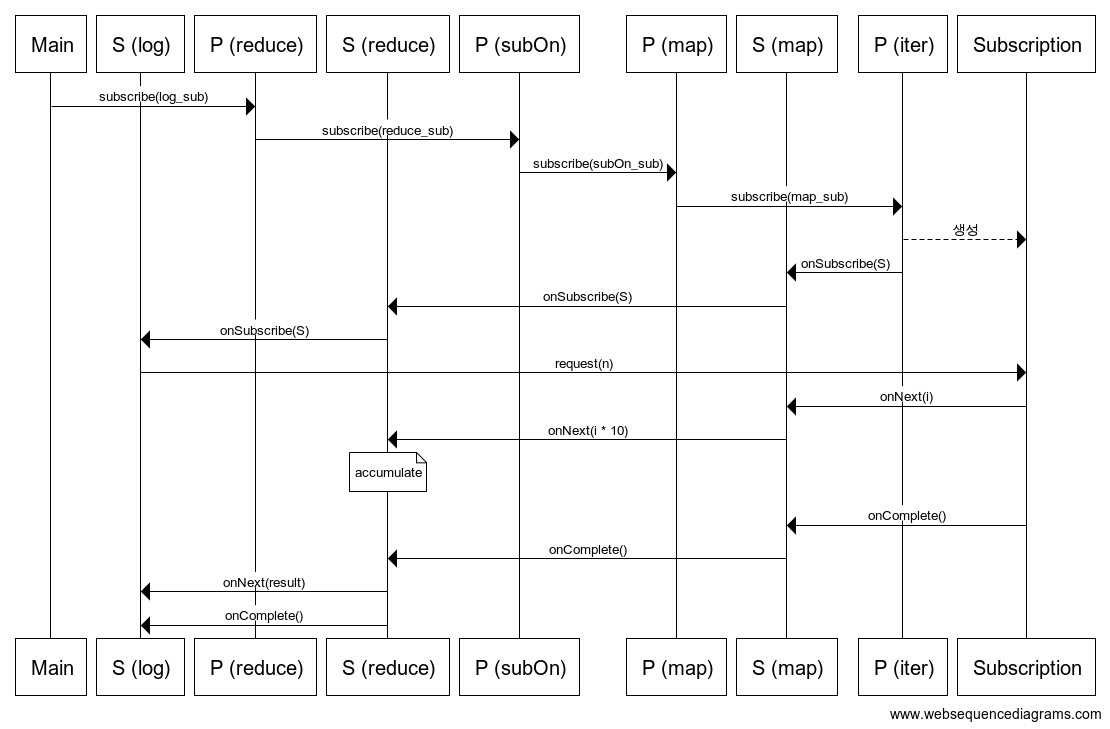 Main S (log) P (reduce) S (reduce) P (subOn) P (map) S (map) P (iter) Subscription
subscribe(log_sub)
subscribe(reduce_sub)
subscribe(subOn_sub)
subscribe(map_sub)
생성
onSubscribe(S)
onSubscribe(S)
onSubscribe(S)
request(n)
onNext(i)
onNext(i * 10)
accumulate
onComplete()
onComplete()
onNext(result)
onComplete()
Main S (log) P (reduce) S (reduce) P (subOn) P (map) S (map) P (iter) Subscription
www.websequencediagrams.com